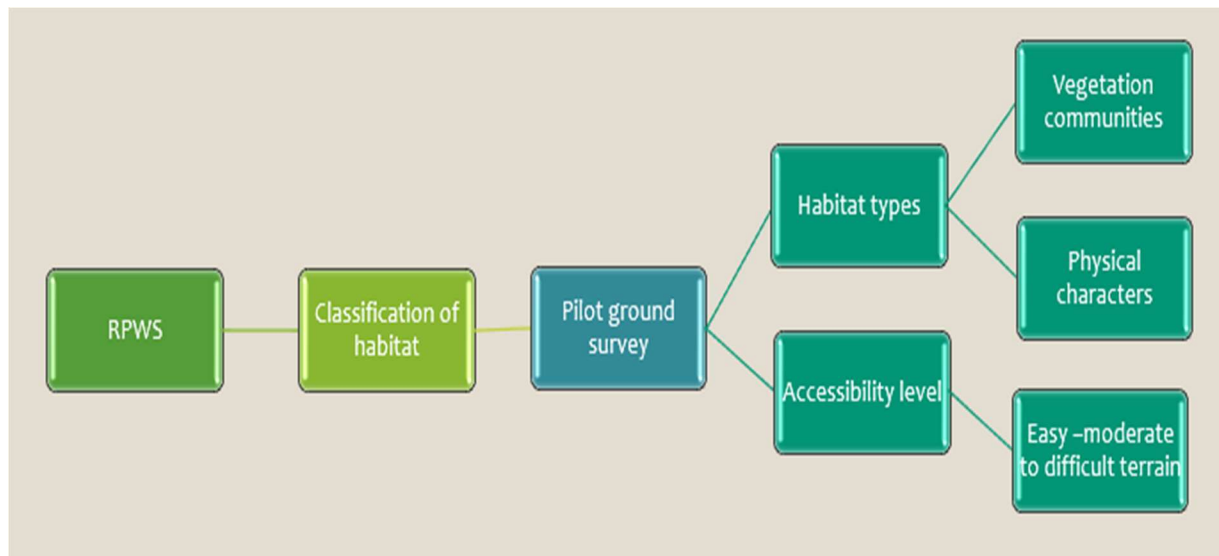 RPWS
Classification of
habitat
Pilot ground
survey
Habitat types
Accessibility level
Vegetation
communities
Physical
characters
Easy –moderate
to difficult terrain